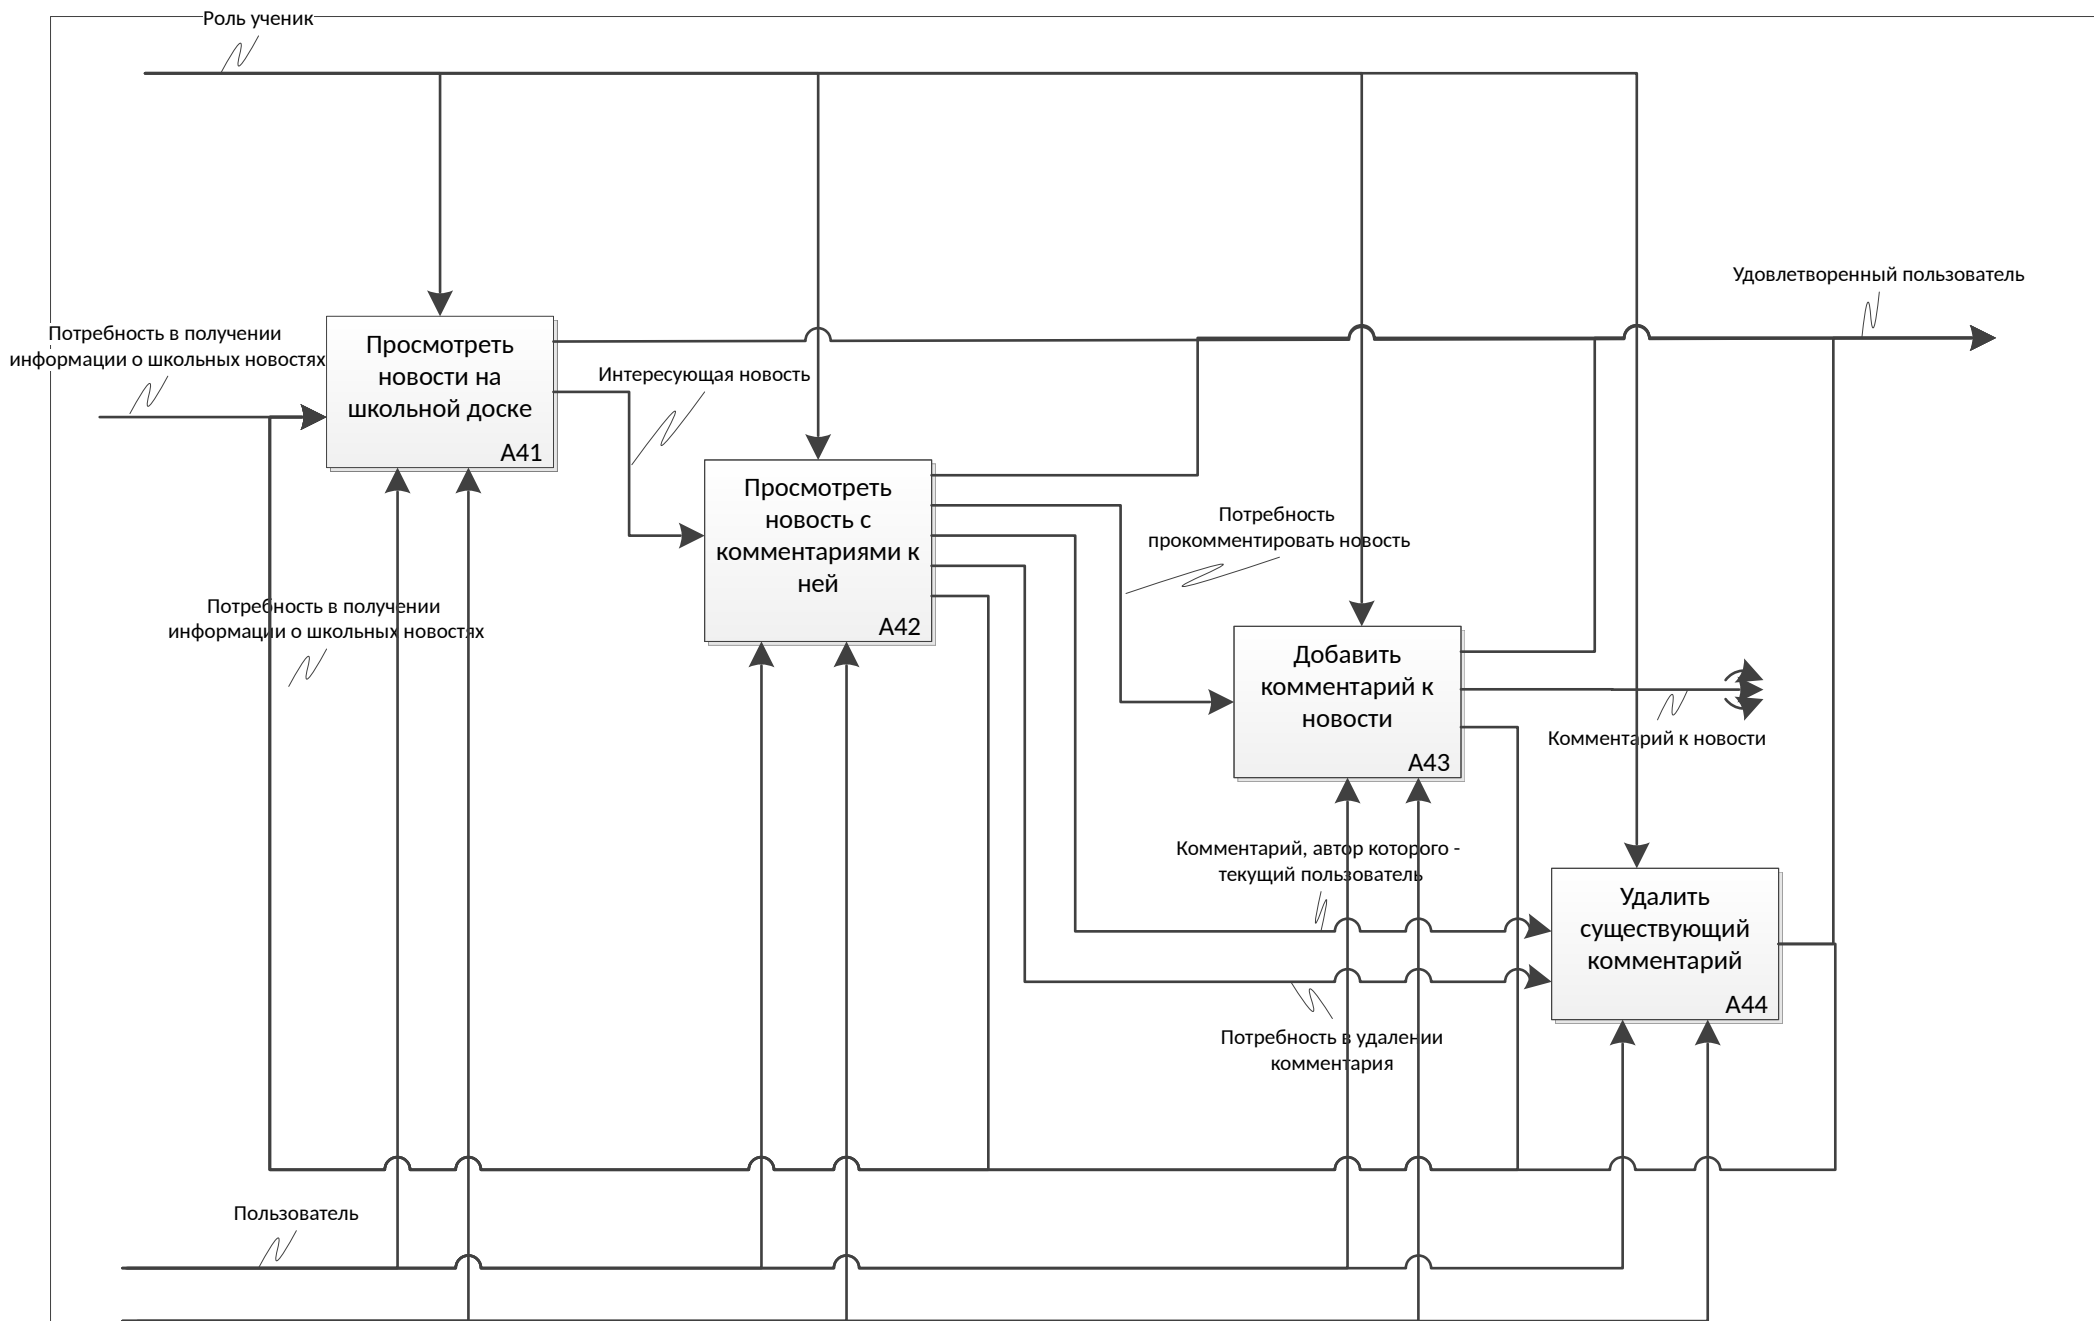 Роль ученик
Удовлетворенный пользователь
Потребность в получении
информации о школьных новостях
Просмотреть
новости на
школьной доске
A41
Интересующая новость
Просмотреть
новость с
комментариями к
ней
A42
Потребность
прокомментировать новость
Потребность в получении
информации о школьных новостях
Добавить
комментарий к
новости
A43
Комментарий к новости
Комментарий, автор которого -
текущий пользователь
Удалить
существующий
комментарий
A44
Потребность в удалении
комментария
Пользователь